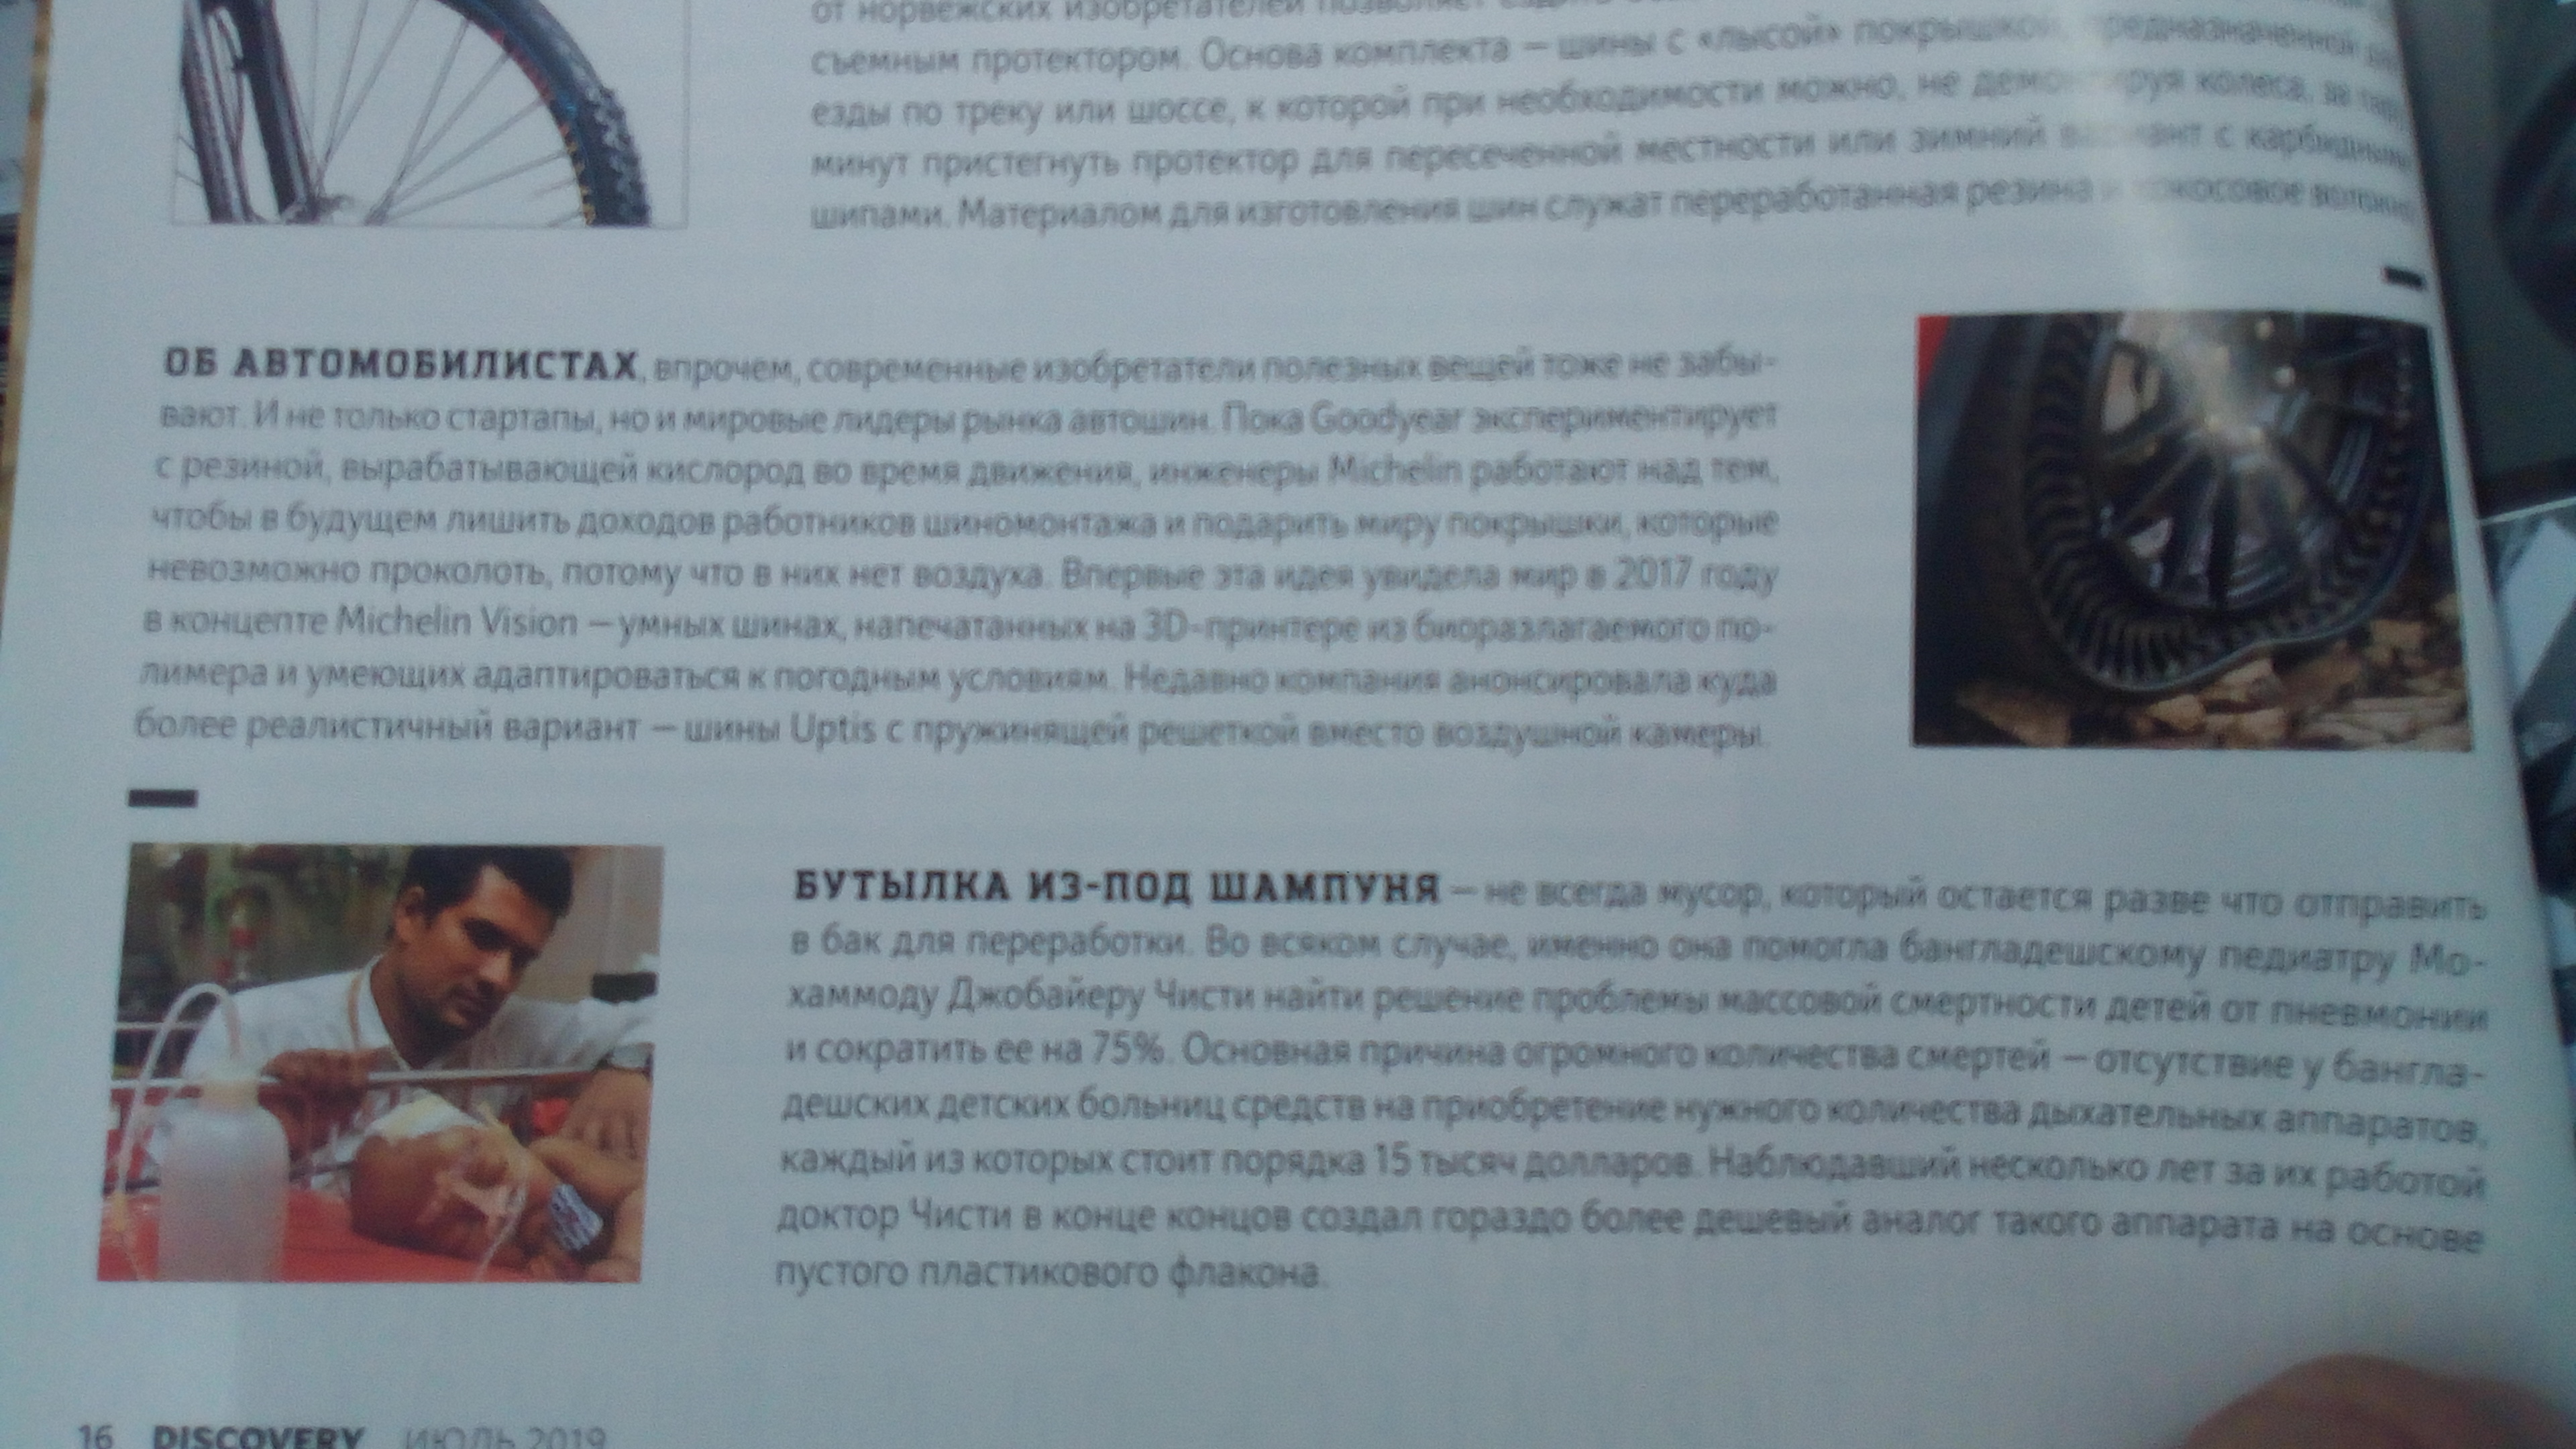 от норвежских изобретателей позволяет
съемным протектором. Основа комплекта — шины с «лысой» покрышкой, предназначенной для
езды по треку или шоссе, к которой при необходимости можно, не демонтируя колеса, за пару
минут пристегнуть протектор для пересеченной местности или зимний вариант с карбидными
шипами. Материалом для изготовления шин служат переработанная резина и кокосовое волокно
ОБ АВТОМОБИЛИСТАХ, впрочем, современные изобретатели полезных вещей тоже не забы-
вают. И не только стартапы, но и мировые лидеры рынка автошин. Пока Goodyear экспериментирует
с резиной, вырабатывающей кислород во время движения, инженеры Michelin работают над тем,
чтобы в будущем лишить доходов работников шиномонтажа и подарить миру покрышки, которые
невозможно проколоть, потому что в них нет воздуха. Впервые эта идея увидела мир в 2017 году
в концепте Michelin Vision — умных шинах, напечатанных на 3D-принтере из биоразлагаемого по-
лимера и умеющих адаптироваться к погодным условиям. Недавно компания анонсировала куда
более реалистичный вариант — шины Uptis с пружинящей решеткой вместо воздушной камеры.
БУТЫЛКА ИЗ-ПОД ШАМПУНЯ — не всегда мусор, который остается разве что отправить
в бак для переработки. Во всяком случае, именно она помогла бангладешскому педиатру Мо-
хаммоду Джобайеру Чисти найти решение проблемы массовой смертности детей от пневмонии
и сократить ее на 75%. Основная причина огромного количества смертей — отсутствие у бангла-
дешских детских больниц средств на приобретение нужного количества дыхательных аппаратов,
каждый из которых стоит порядка 15 тысяч долларов. Наблюдавший несколько лет за их работой
доктор Чисти в конце концов создал гораздо более дешевый аналог такого аппарата на основе
пустого пластикового флакона.
16 DISCOVERY ИЮЛЬ 2019